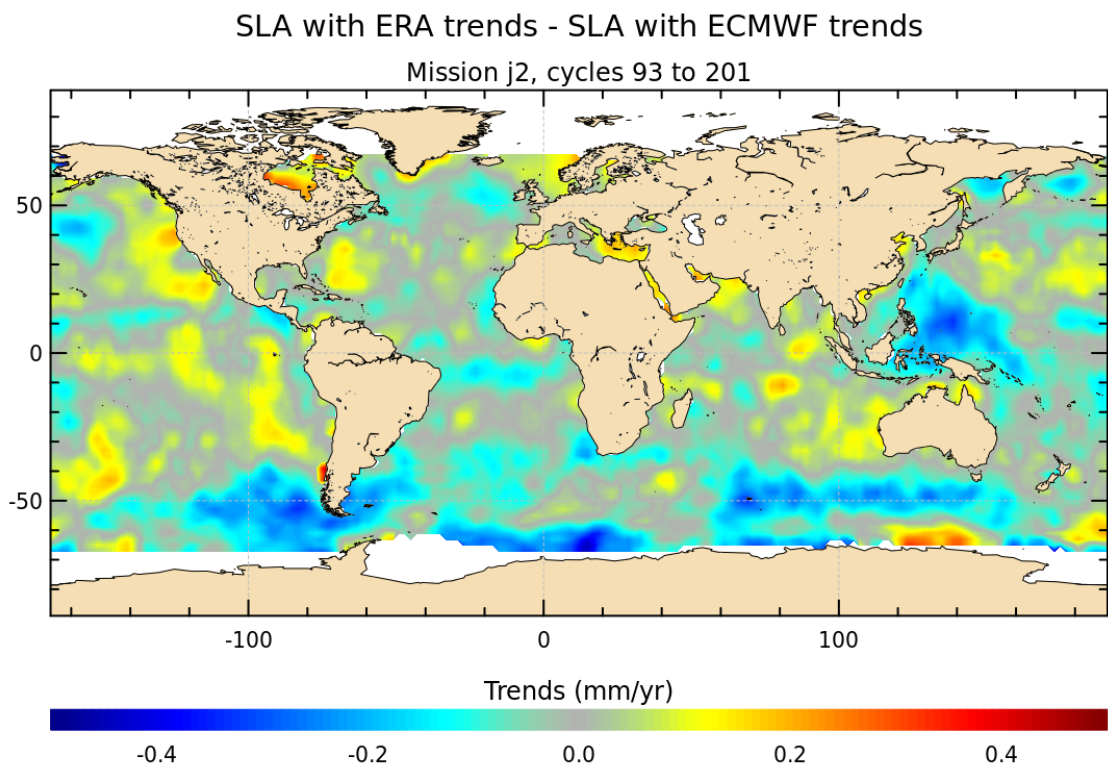 SLA with ERA trends - SLA with ECMWF trends
Mission j2, cycles 93 to 201
50
0
-50
-100 0 100
Trends (mm/yr)
-0.4 -0.2 0.0 0.2 0.4